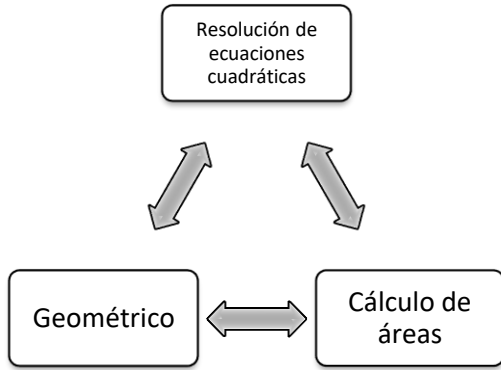 Resolución de
ecuaciones
cuadráticas
Geométrico
Cálculo de
áreas